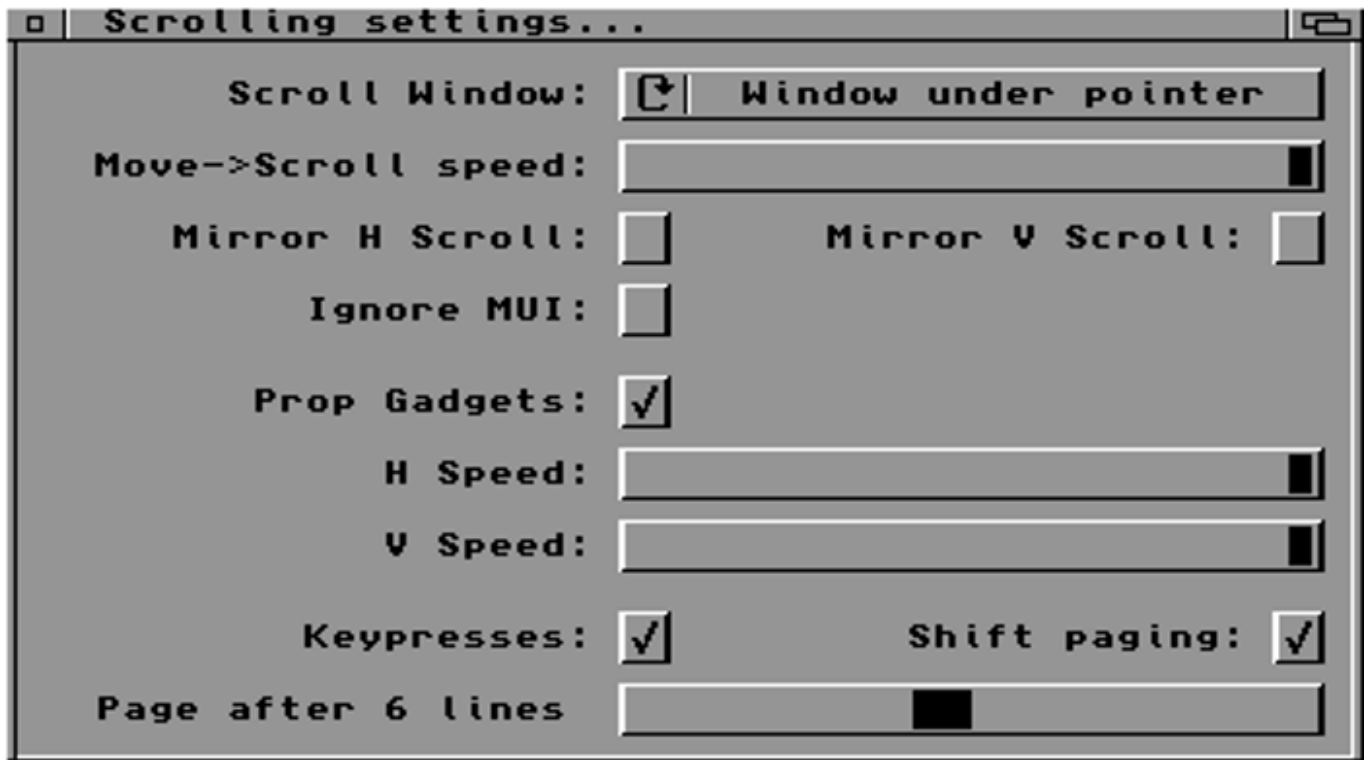 Scrolling settings...
Scroll Window: Window under pointer
Move->Scroll speed:
Mirror H Scroll: Mirror V Scroll:
Ignore MUI:
Prop Gadgets:
H Speed:
V Speed:
Keypresses: Shift paging:
Page after 6 lines